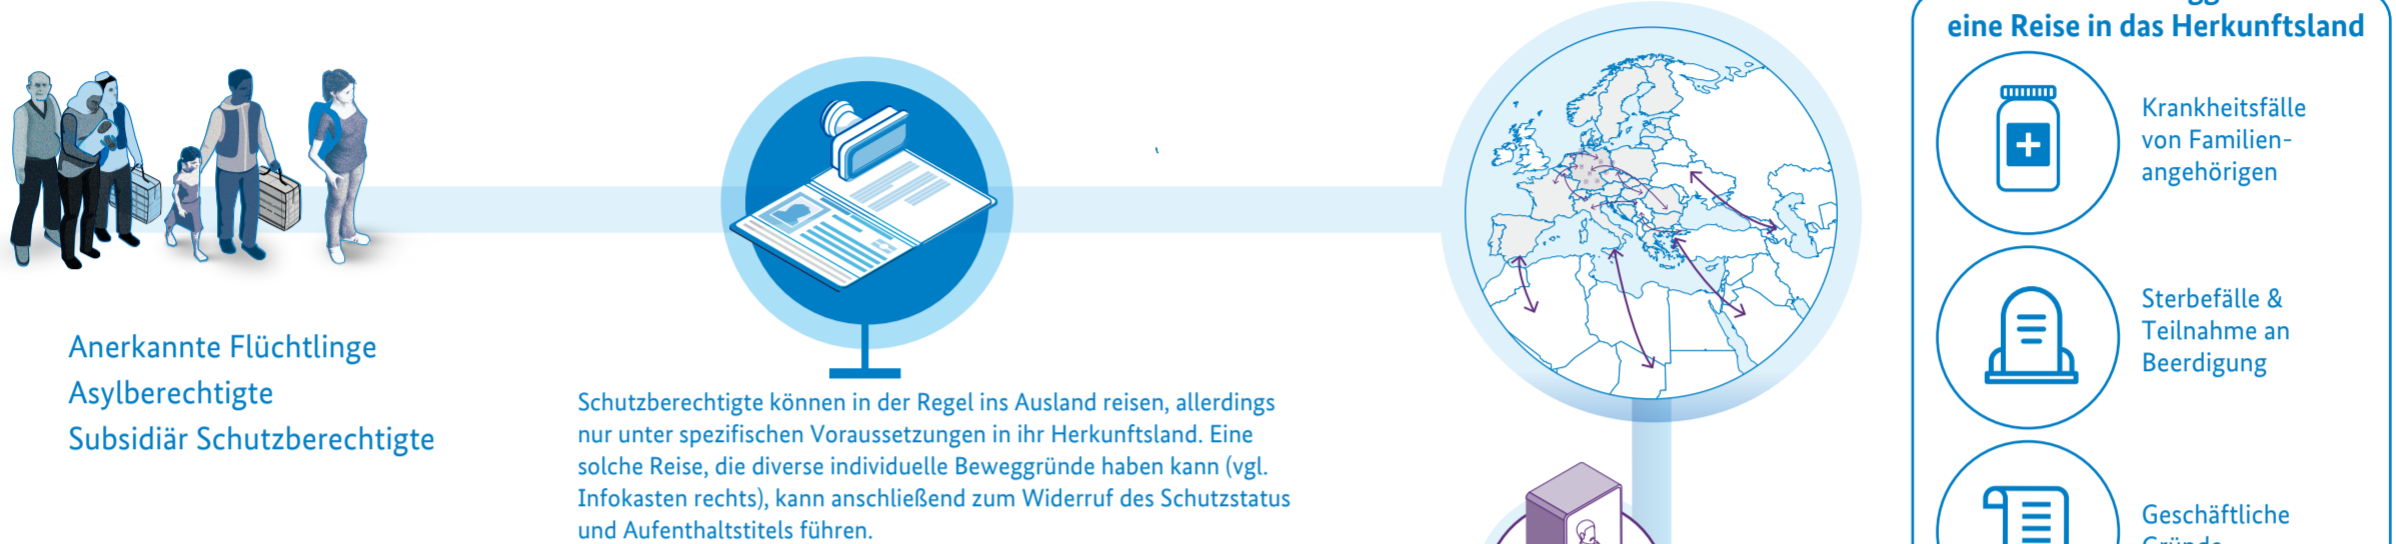 Anerkannte Flüchtlinge
Asylberechtigte
Subsidiär Schutzberechtigte
Schutzberechtigte können in der Regel ins Ausland reisen, allerdings
nur unter spezifischen Voraussetzungen in ihr Herkunftsland. Eine
solche Reise, die diverse individuelle Beweggründe haben kann (vgl.
Infokasten rechts), kann anschließend zum Widerruf des Schutzstatus
und Aufenthaltstitels führen.
eine Reise in das Herkunftsland
Krankheitsfälle
von Familien-
angehörigen
Sterbefälle &
Teilnahme an
Beerdigung
Geschäftliche